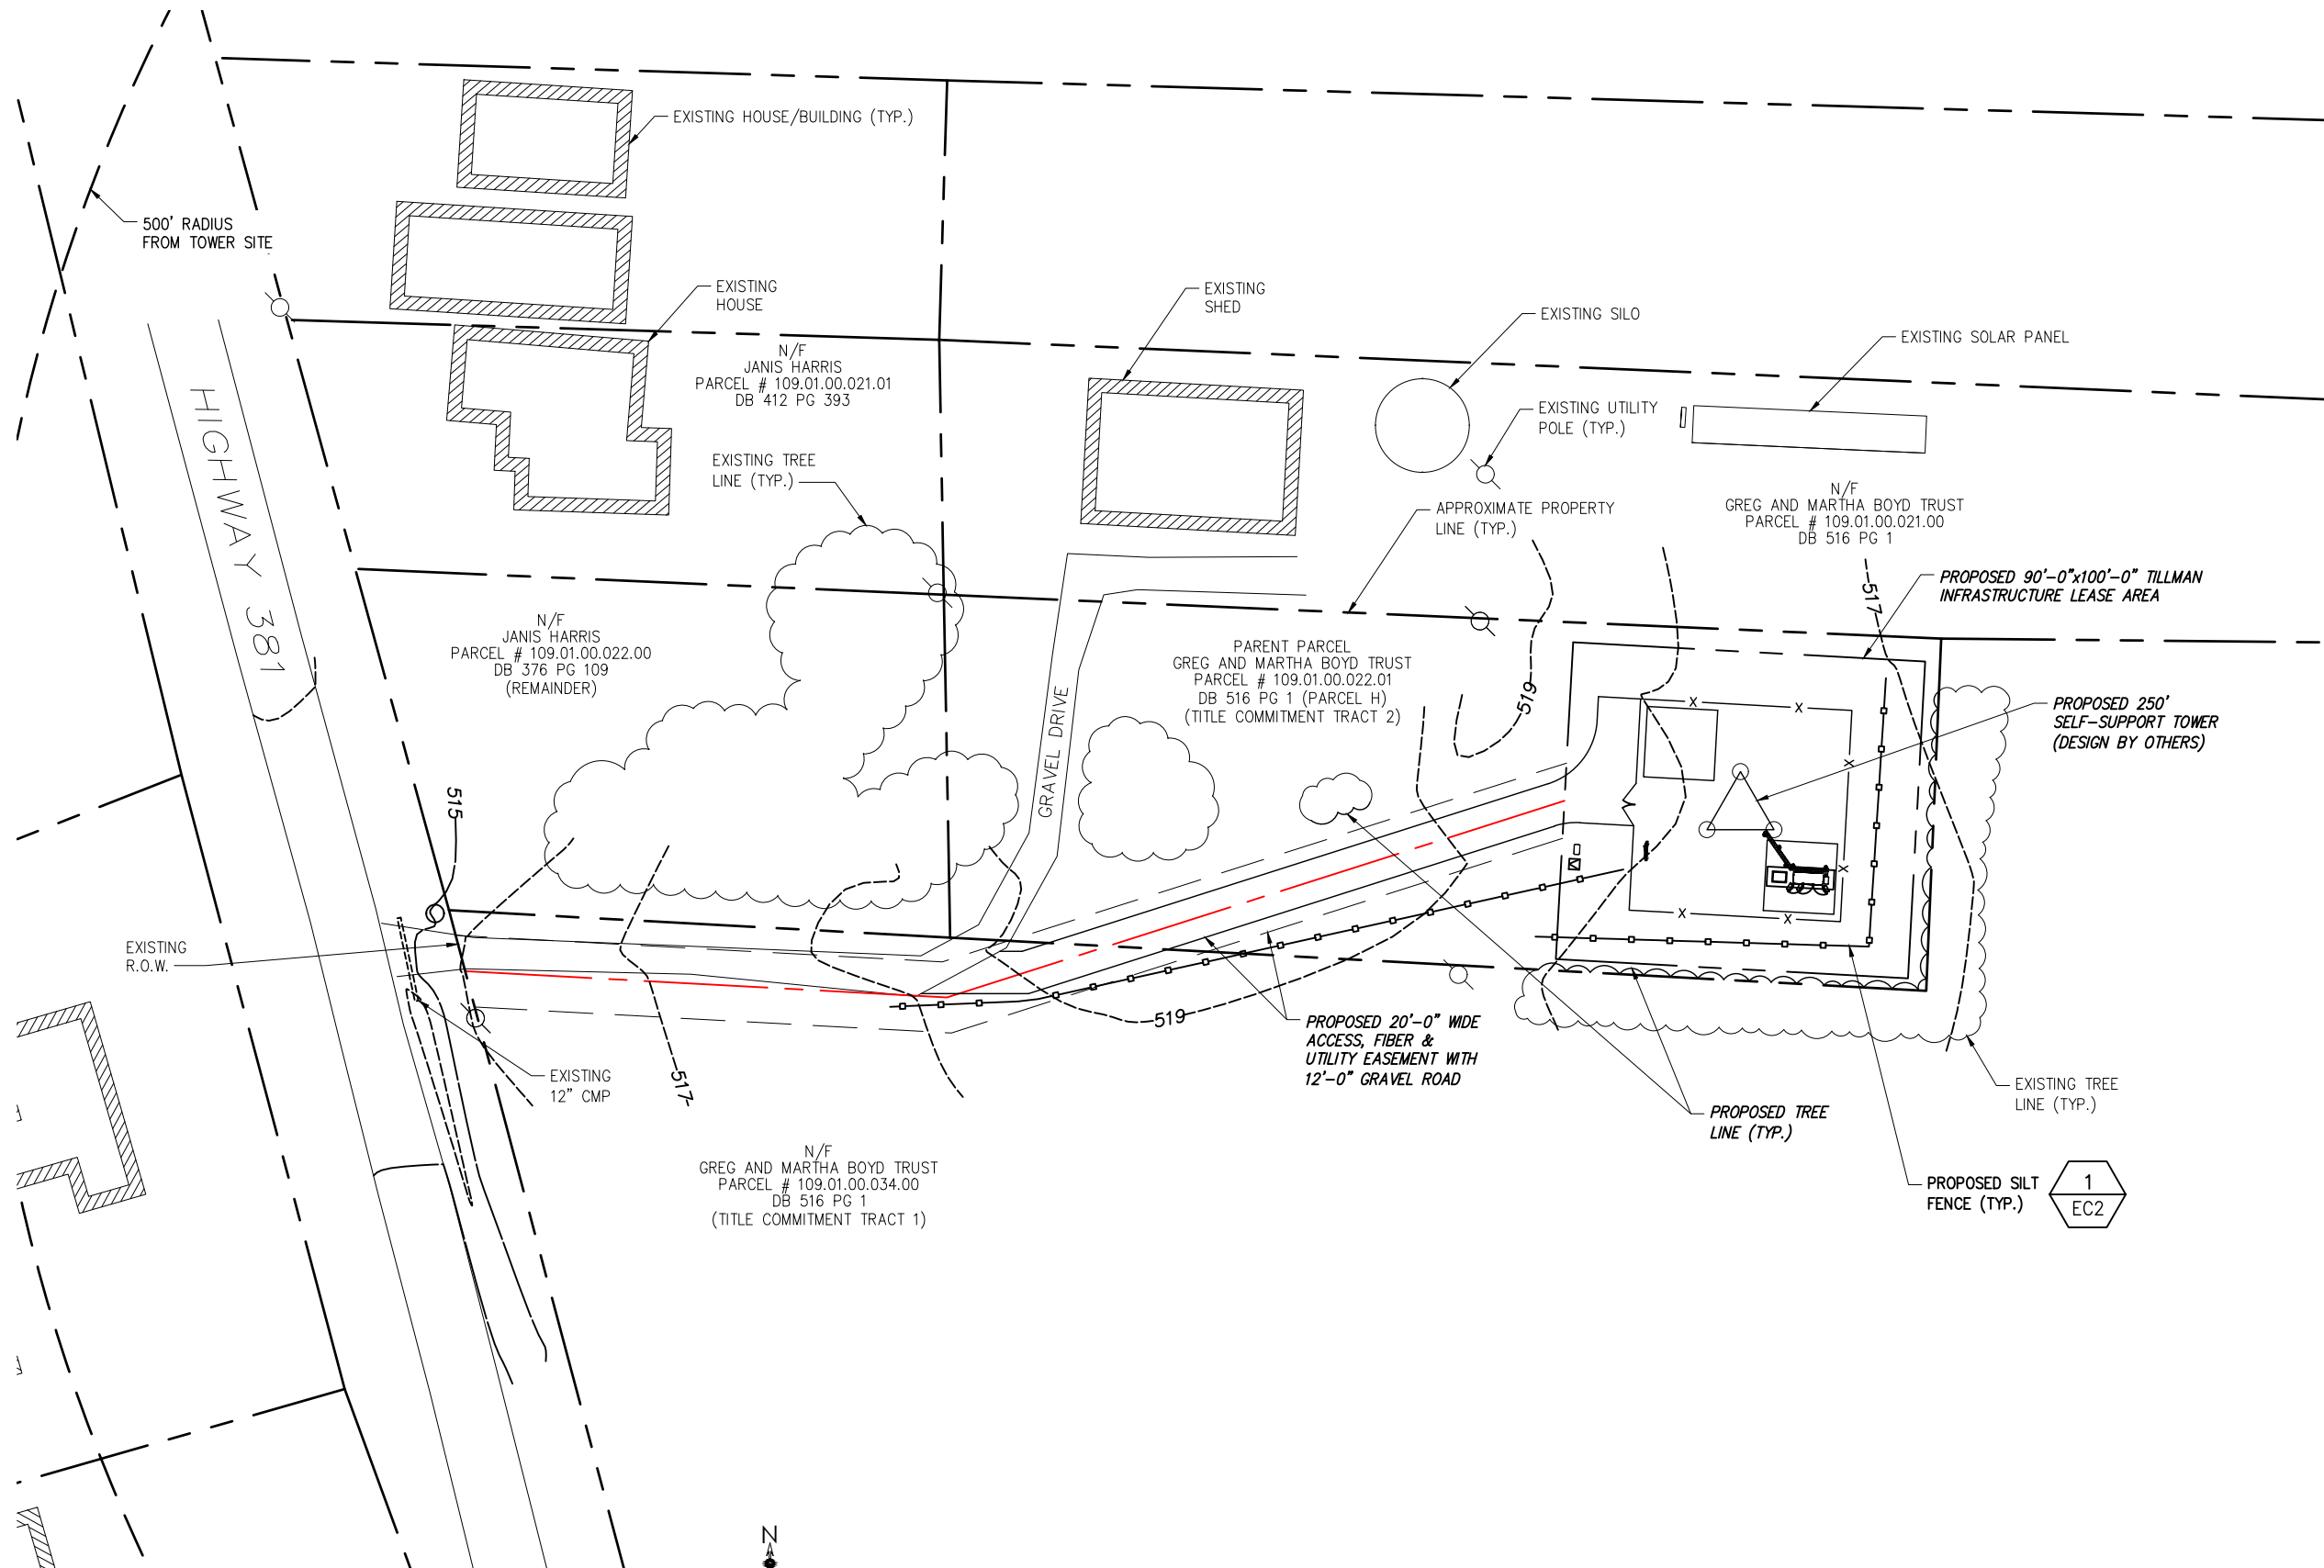 EXISTING HOUSE/BUILDING (TYP.)
500' RADIUS
FROM TOWER SITE
EXISTING
HOUSE
EXISTING
SHED
EXISTING SILO
EXISTING SOLAR PANEL
N/F
JANIS HARRIS
PARCEL # 109.01.00.021.01
DB 412 PG 393
HIGHWAY 381
EXISTING UTILITY
POLE (TYP.)
EXISTING TREE
LINE (TYP.)
APPROXIMATE PROPERTY
LINE (TYP.)
N/F
GREG AND MARTHA BOYD TRUST
PARCEL # 109.01.00.021.00
DB 516 PG 1
517
PROPOSED 90'-0"x100'-0" TILLMAN
INFRASTRUCTURE LEASE AREA
N/F
JANIS HARRIS
PARCEL # 109.01.00.022.00
DB 376 PG 109
(REMAINDER)
PARENT PARCEL
GREG AND MARTHA BOYD TRUST
PARCEL # 109.01.00.022.01
DB 516 PG 1 (PARCEL H)
(TITLE COMMITMENT TRACT 2)
519
GRAVEL DRIVE
X
X
X
X
X
X
PROPOSED 250'
SELF-SUPPORT TOWER
(DESIGN BY OTHERS)
515
EXISTING
R.O.W.
519
PROPOSED 20'-0" WIDE
ACCESS, FIBER &
UTILITY EASEMENT WITH
12'-0" GRAVEL ROAD
EXISTING
12" CMP
517
EXISTING TREE
LINE (TYP.)
PROPOSED TREE
LINE (TYP.)
N/F
GREG AND MARTHA BOYD TRUST
PARCEL # 109.01.00.034.00
DB 516 PG 1
(TITLE COMMITMENT TRACT 1)
PROPOSED SILT
FENCE (TYP.)
1
EC2
N